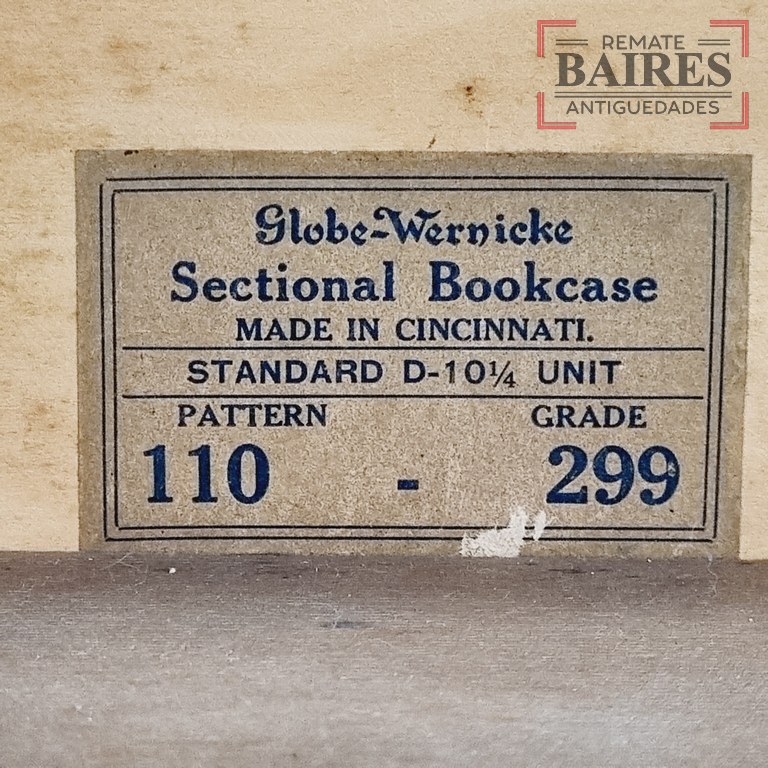 REMATE
BAIRES
ANTIGUEDADES
Globe-Wernicke
Sectional Bookcase
MADE IN CINCINNATI.
STANDARD D-10¼ UNIT
PATTERN GRADE
110 - 299